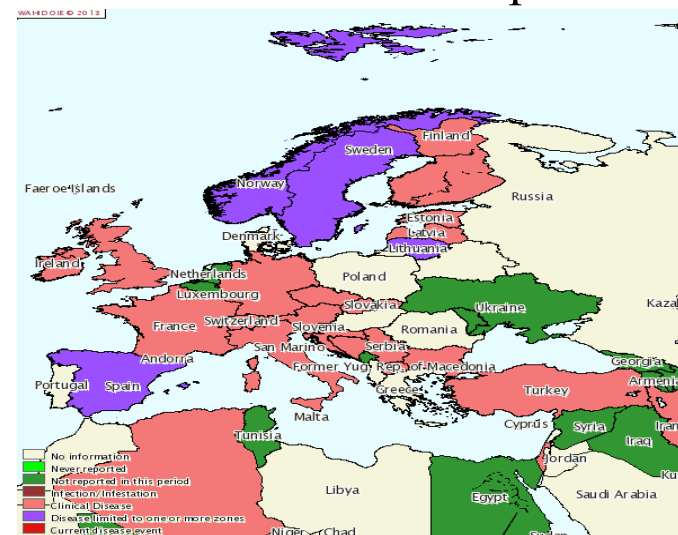 WAHID OIE © 2013
Finland
Sweden
Norway
Faeroe Islands
Russia
Estonia
Latvia
Denmark
Lithuania
Ireland
Netherlands
Poland
Luxembourg
Ukraine
Slovakia
Kazak
France
Switzerland
Slovenia
Romania
San Marino
Serbia
Georgia
Andorra
Former Yug. Rep. of Macedonia
Armenia
Portugal
Spain
Greece
Turkey
Malta
Cyprus
Syria
Iran
Tunisia
Iraq
Jordan
Ku
Libya
Egypt
Saudi Arabia
Niger
Chad
Sudan
No information
Never reported
Not reported in this period
Infection/Infestation
Clinical Disease
Disease limited to one or more zones
Current disease event